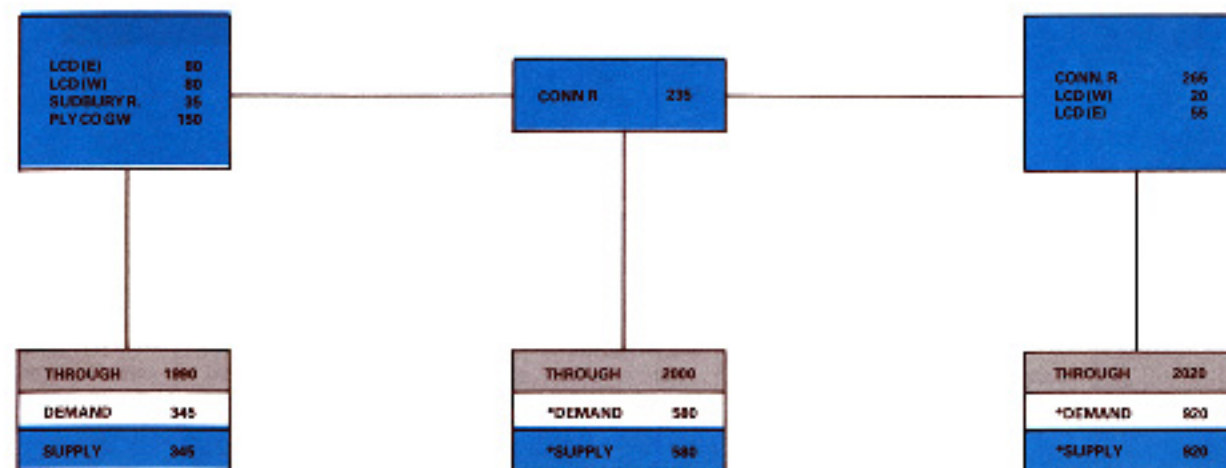 LCD (E) 80
LCD (W) 80
SUDBURY R. 35
PLY CO GW 150
CONN R 235
CONN. R 265
LCD (W) 20
LCD (E) 55
THROUGH 1990
DEMAND 345
SUPPLY 345
THROUGH 2000
*DEMAND 580
*SUPPLY 580
THROUGH 2020
*DEMAND 920
*SUPPLY 920